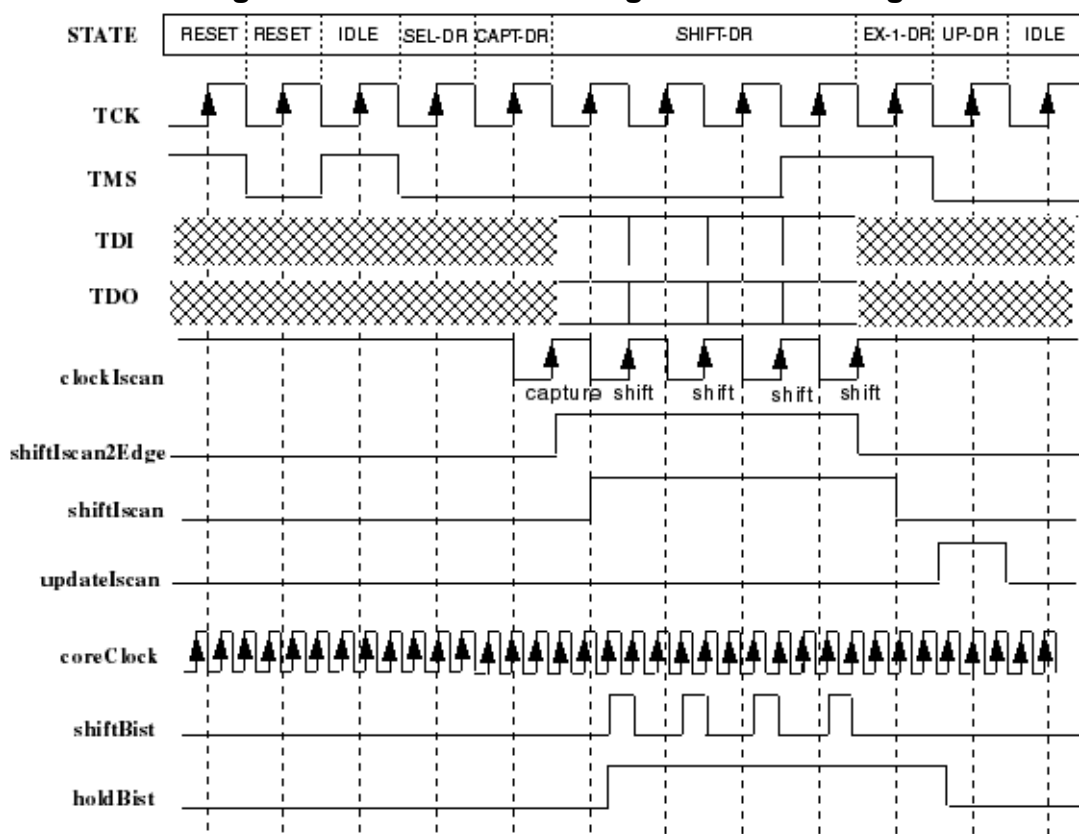 STATE RESET RESET IDLE SEL-DR CAPT-DR SHIFT-DR EX-1-DR UP-DR IDLE
TCK
TMS
TDI
TDO
clockIscan
capture shift shift shift shift
shiftIscan2Edge
shiftIscan
updateIscan
coreClock
shiftBist
holdBist